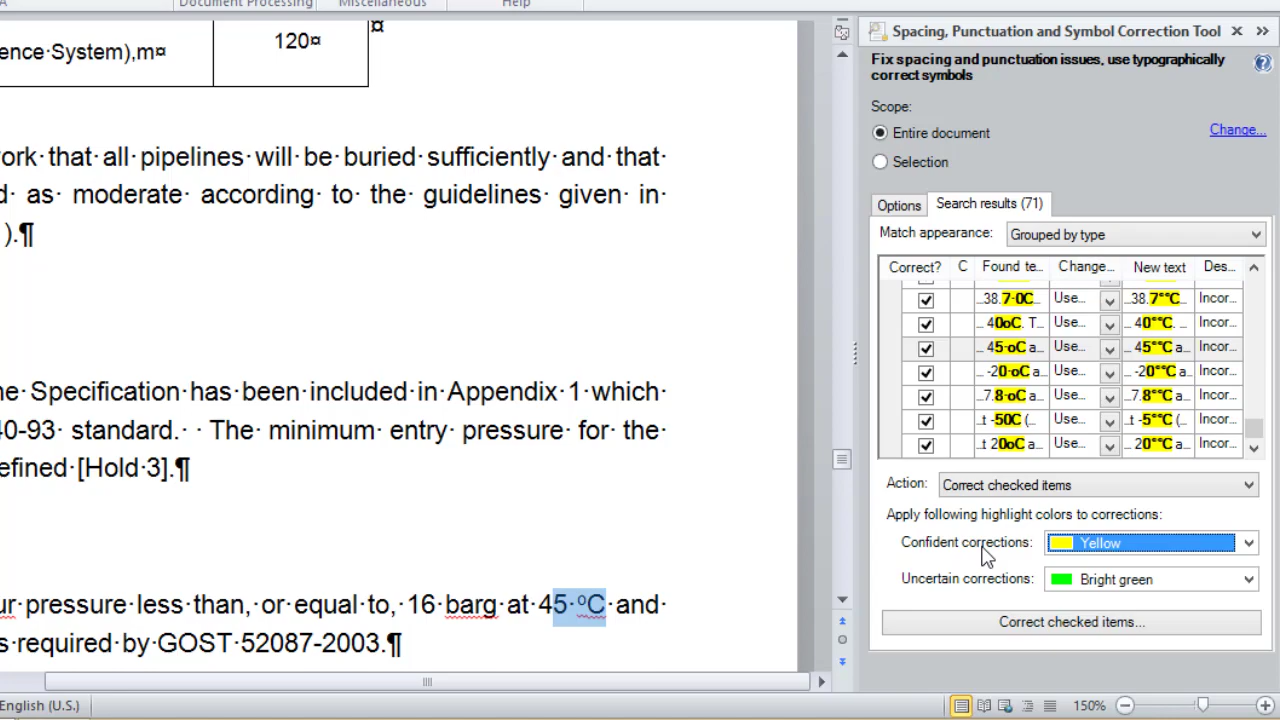 A
Document Processing
Miscellaneous
Help
ence·System),m¤
120¤
¤
ork· that· all· pipelines· will· be· buried· sufficiently· and· that·
d· as· moderate· according· to· the· guidelines· given· in·
).¶
ne· Specification· has· been· included· in· Appendix· 1· which·
40-93· standard.· · The· minimum· entry· pressure· for· the·
efined·[Hold·3].¶
ur·pressure·less·than,·or·equal·to,·16·barg·at·45·ºC·and·
s·required·by·GOST·52087-2003.¶
Spacing, Punctuation and Symbol Correction Tool
Fix spacing and punctuation issues, use typographically
correct symbols
Scope:
Entire document
Change...
Selection
Options
Search results (71)
Match appearance:
Grouped by type
Correct? C Found te... Change... New text Des...
...38.7·0C... Use... ...38.7°°C... Incor...
... 40oC. T... Use... ... 40°°C. ... Incor...
... 45·oC a... Use... ... 45°°C a... Incor...
... -20·oC a... Use... ... -20°°C a... Incor...
...7.8·oC a... Use... ...7.8°°C a... Incor...
...t -50C (... Use... ...t -5°°C (... Incor...
...t 20oC a... Use... ... 20°°C a... Incor...
Action:
Correct checked items
Apply following highlight colors to corrections:
Confident corrections:
Yellow
Uncertain corrections:
Bright green
Correct checked items...
English (U.S.)
150%